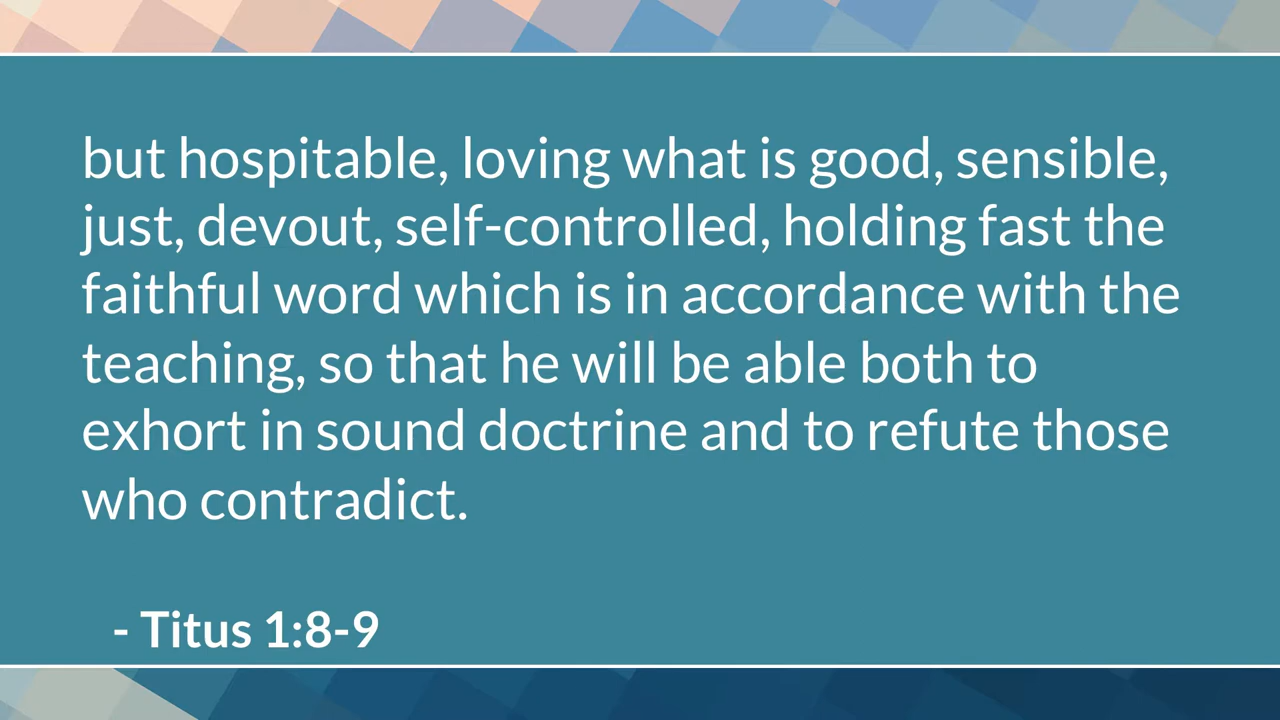 but hospitable, loving what is good, sensible,
just, devout, self-controlled, holding fast the
faithful word which is in accordance with the
teaching, so that he will be able both to
exhort in sound doctrine and to refute those
who contradict.
- Titus 1:8-9